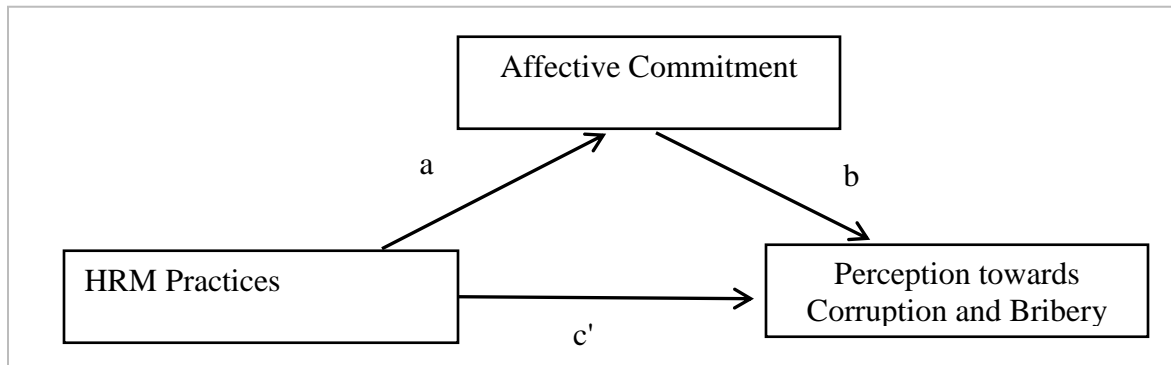 Affective Commitment
a
b
HRM Practices
Perception towards
Corruption and Bribery
c'